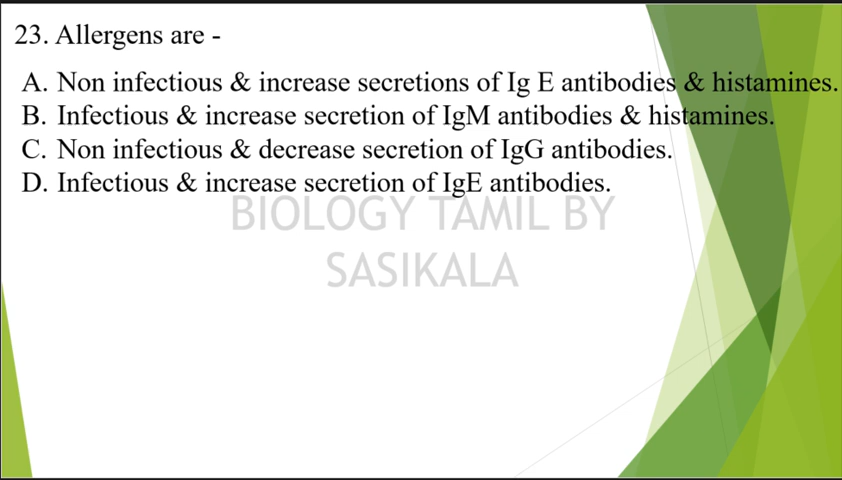 23. Allergens are -
A. Non infectious & increase secretions of Ig E antibodies & histamines.
B. Infectious & increase secretion of IgM antibodies & histamines.
C. Non infectious & decrease secretion of IgG antibodies.
D. Infectious & increase secretion of IgE antibodies.
BIOLOGY TAMIL BY
SASIKALA